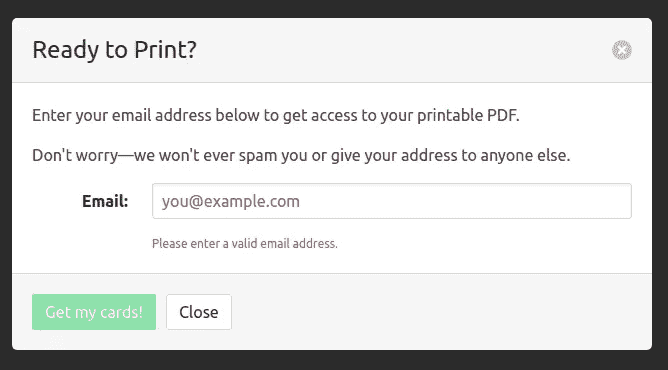 Ready to Print?
Enter your email address below to get access to your printable PDF.
Don't worry—we won't ever spam you or give your address to anyone else.
Email: you@example.com
Please enter a valid email address.
Get my cards! Close